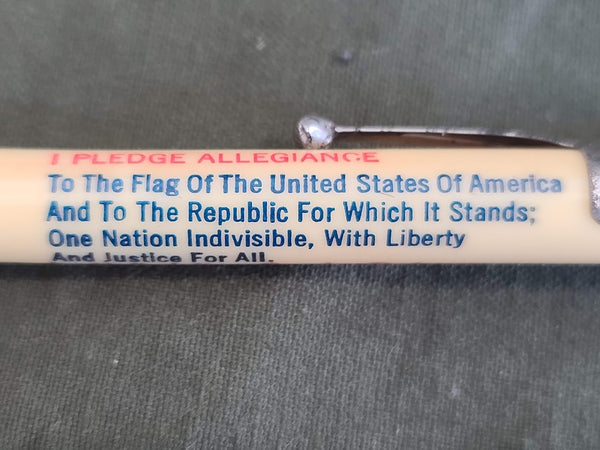 I PLEDGE ALLEGIANCE
To The Flag Of The United States Of America
And To The Republic For Which It Stands;
One Nation Indivisible, With Liberty
And Justice For All.